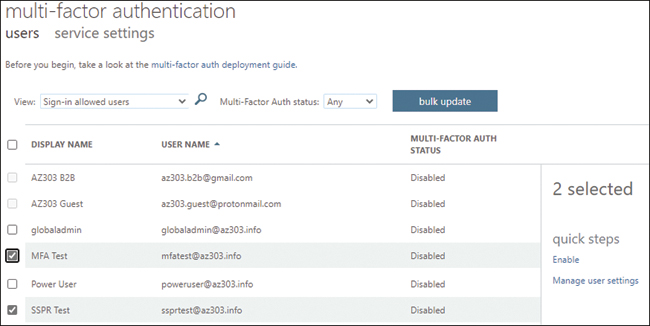 multi-factor authentication
users service settings
Before you begin, take a look at the multi-factor auth deployment guide.
View: Sign-in allowed users Multi-Factor Auth status: Any bulk update
DISPLAY NAME USER NAME MULTI-FACTOR AUTH STATUS
AZ303 B2B az303.b2b@gmail.com Disabled
AZ303 Guest az303.guest@protonmail.com Disabled
globaladmin globaladmin@az303.info Disabled
MFA Test mfatest@az303.info Disabled
Power User poweruser@az303.info Disabled
SSPR Test ssprtest@az303.info Disabled
2 selected
quick steps
Enable
Manage user settings